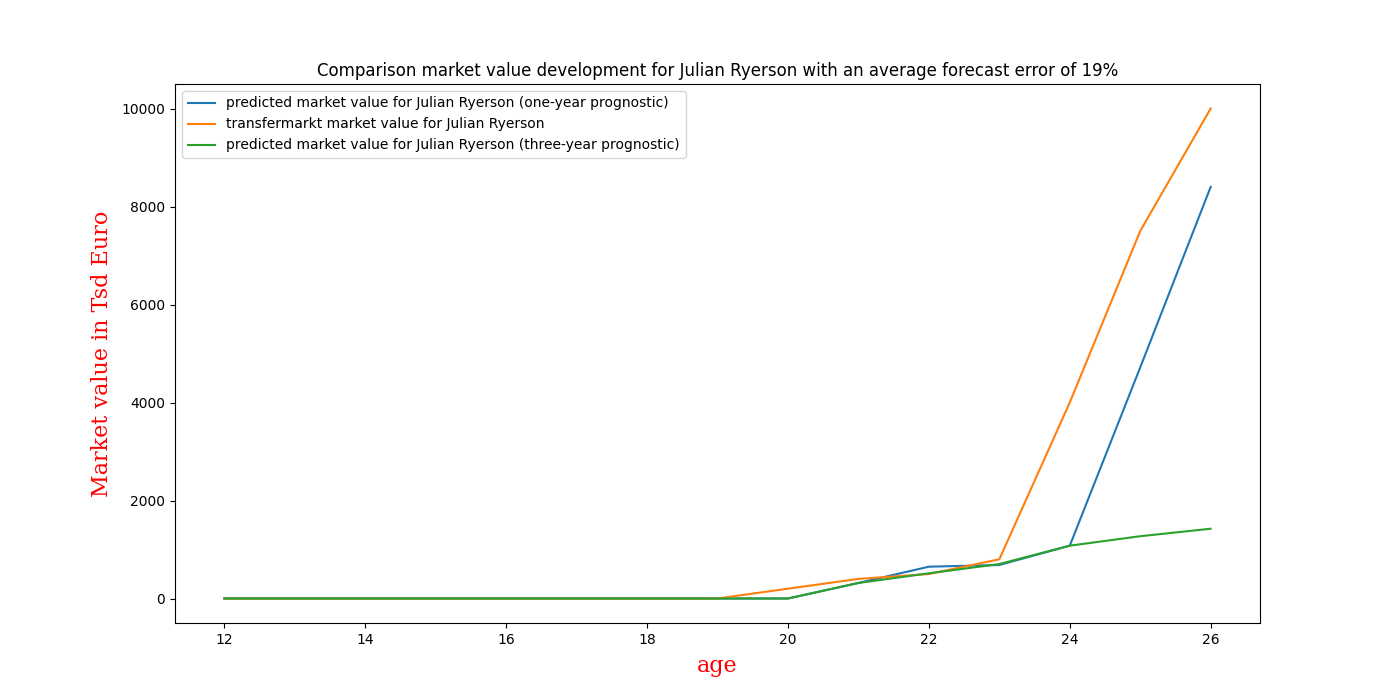 Comparison market value development for Julian Ryerson with an average forecast error of 19%
predicted market value for Julian Ryerson (one-year prognostic)
transfermarkt market value for Julian Ryerson
predicted market value for Julian Ryerson (three-year prognostic)
Market value in Tsd Euro
10000
8000
6000
4000
2000
0
12 14 16 18 20 22 24 26
age